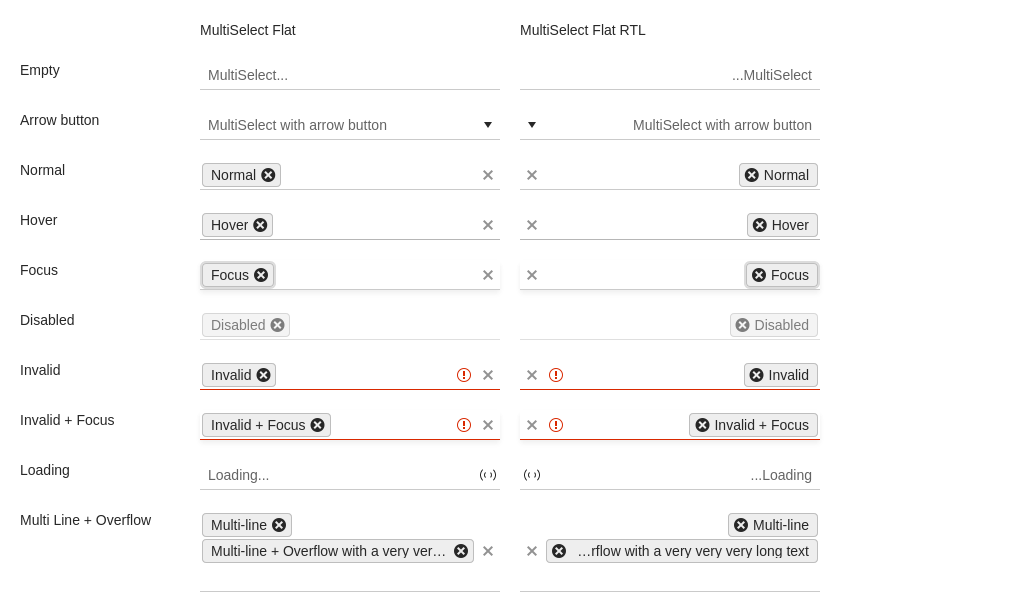 MultiSelect Flat MultiSelect Flat RTL
Empty MultiSelect... ...MultiSelect
Arrow button MultiSelect with arrow button MultiSelect with arrow button
Normal Normal Normal
Hover Hover Hover
Focus Focus Focus
Disabled Disabled Disabled
Invalid Invalid Invalid
Invalid + Focus Invalid + Focus Invalid + Focus
Loading Loading... ...Loading
Multi Line + Overflow Multi-line Multi-line
Multi-line + Overflow with a very ver… …rflow with a very very very long text